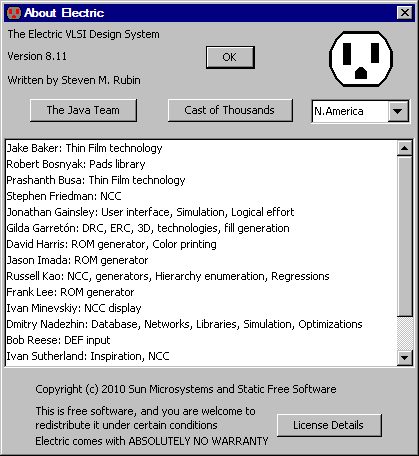 About Electric
The Electric VLSI Design System
Version 8.11
OK
Written by Steven M. Rubin
The Java Team
Cast of Thousands
N.America
Jake Baker: Thin Film technology
Robert Bosnyak: Pads library
Prashanth Busa: Thin Film technology
Stephen Friedman: NCC
Jonathan Gainsley: User interface, Simulation, Logical effort
Gilda Garretón: DRC, ERC, 3D, technologies, fill generation
David Harris: ROM generator, Color printing
Jason Imada: ROM generator
Russell Kao: NCC, generators, Hierarchy enumeration, Regressions
Frank Lee: ROM generator
Ivan Minevskiy: NCC display
Dmitry Nadezhin: Database, Networks, Libraries, Simulation, Optimizations
Bob Reese: DEF input
Ivan Sutherland: Inspiration, NCC
Copyright (c) 2010 Sun Microsystems and Static Free Software
This is free software, and you are welcome to
redistribute it under certain conditions
Electric comes with ABSOLUTELY NO WARRANTY
License Details